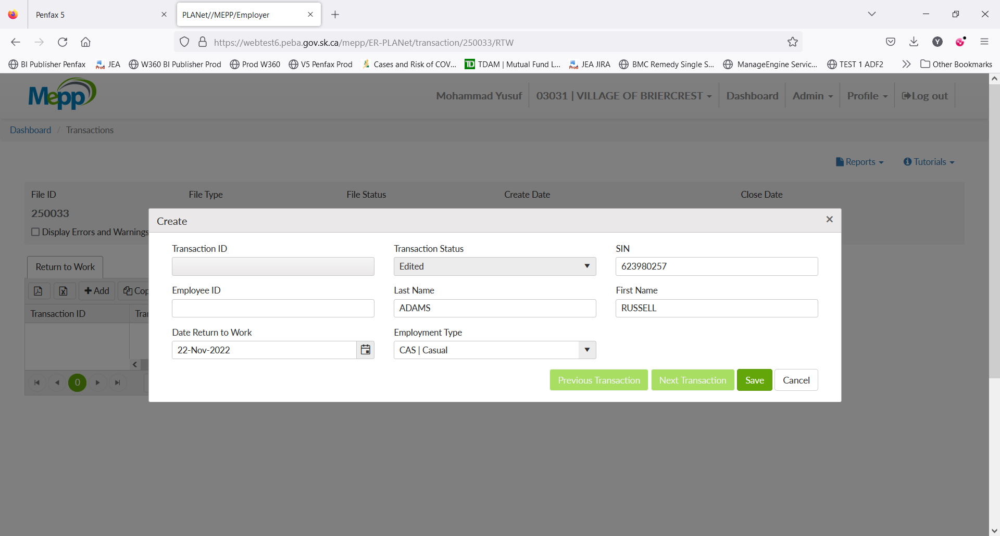 Penfax 5
PLANet//MEPP/Employer
https://webtest6.peba.gov.sk.ca/mepp/ER-PLANet/transaction/250033/RTW
Y
BI Publisher Penfax
Prod JEA
W360 BI Publisher Prod
Prod W360
V5 Penfax Prod
Cases and Risk of COV...
TD TDAM | Mutual Fund L...
Prod JEA JIRA
BMC Remedy Single S...
ManageEngine Servic...
TEST 1 ADF2
Other Bookmarks
Mepp
Mohammad Yusuf
03031 | VILLAGE OF BRIERCREST
Dashboard
Admin
Profile
Log out
Dashboard / Transactions
Reports
Tutorials
File ID
File Type
File Status
Create Date
Close Date
250033
Display Errors and Warnings
Create
Transaction ID
Transaction Status
SIN
Edited
623980257
Return to Work
Add
Cop
Employee ID
Last Name
First Name
ADAMS
RUSSELL
Transaction ID
Tra
Date Return to Work
Employment Type
22-Nov-2022
CAS | Casual
0
Previous Transaction
Next Transaction
Save
Cancel